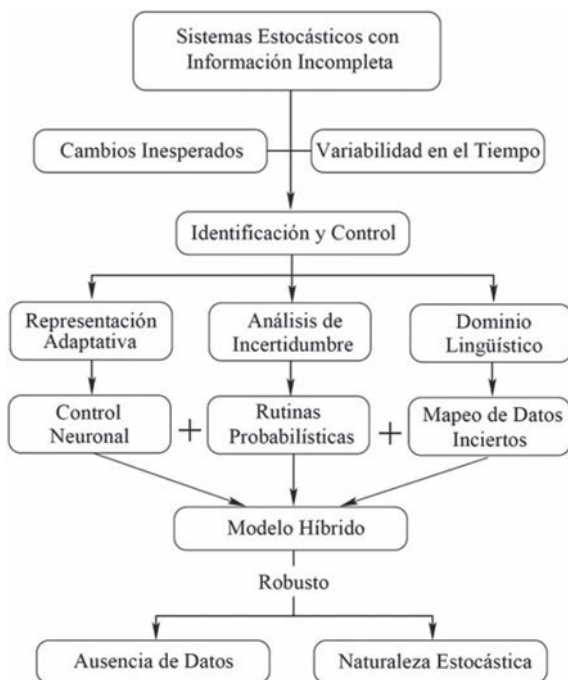 Sistemas Estocásticos con
Información Incompleta
Cambios Inesperados
Variabilidad en el Tiempo
Identificación y Control
Representación
Adaptativa
Análisis de
Incertidumbre
Dominio
Lingüístico
Control
Neuronal
+
Rutinas
Probabilísticas
+
Mapeo de Datos
Inciertos
Modelo Híbrido
Robusto
Ausencia de Datos
Naturaleza Estocástica